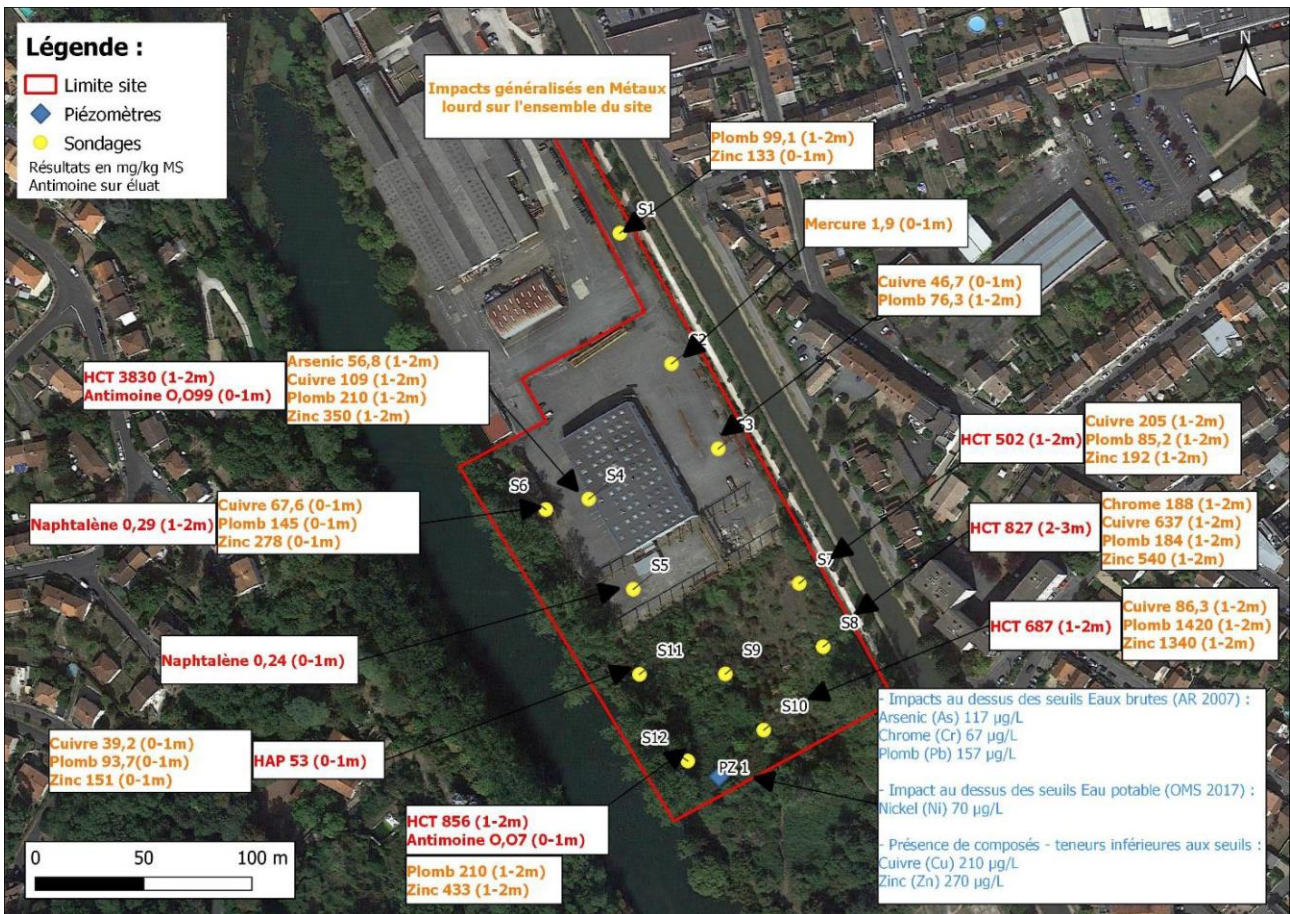 Légende :
Limite site
Piézomètres
Sondages
Résultats en mg/kg MS
Antimoine sur éluat
Impacts généralisés en Métaux
lourd sur l'ensemble du site
N
Plomb 99,1 (1-2m)
Zinc 133 (0-1m)
S1
Mercure 1,9 (0-1m)
S2
Cuivre 46,7 (0-1m)
Plomb 76,3 (1-2m)
3
HCT 3830 (1-2m)
Antimoine O,O99 (0-1m)
Arsenic 56,8 (1-2m)
Cuivre 109 (1-2m)
Plomb 210 (1-2m)
Zinc 350 (1-2m)
S4
HCT 502 (1-2m)
Cuivre 205 (1-2m)
Plomb 85,2 (1-2m)
Zinc 192 (1-2m)
S7
Naphtalène 0,29 (1-2m)
Cuivre 67,6 (0-1m)
Plomb 145 (0-1m)
Zinc 278 (0-1m)
S6
HCT 827 (2-3m)
Chrome 188 (1-2m)
Cuivre 637 (1-2m)
Plomb 184 (1-2m)
Zinc 540 (1-2m)
S8
Naphtalène 0,24 (0-1m)
S5
HCT 687 (1-2m)
Cuivre 86,3 (1-2m)
Plomb 1420 (1-2m)
Zinc 1340 (1-2m)
S10
S9
S11
Cuivre 39,2 (0-1m)
Plomb 93,7(0-1m)
Zinc 151 (0-1m)
HAP 53 (0-1m)
S12
PZ 1
HCT 856 (1-2m)
Antimoine O,O7 (0-1m)
Plomb 210 (1-2m)
Zinc 433 (1-2m)
- Impacts au dessus des seuils Eaux brutes (AR 2007) :
Arsenic (As) 117 µg/L
Chrome (Cr) 67 µg/L
Plomb (Pb) 157 µg/L
- Impact au dessus des seuils Eau potable (OMS 2017) :
Nickel (Ni) 70 µg/L
- Présence de composés - teneurs inférieures aux seuils :
Cuivre (Cu) 210 µg/L
Zinc (Zn) 270 µg/L
0 50 100 m